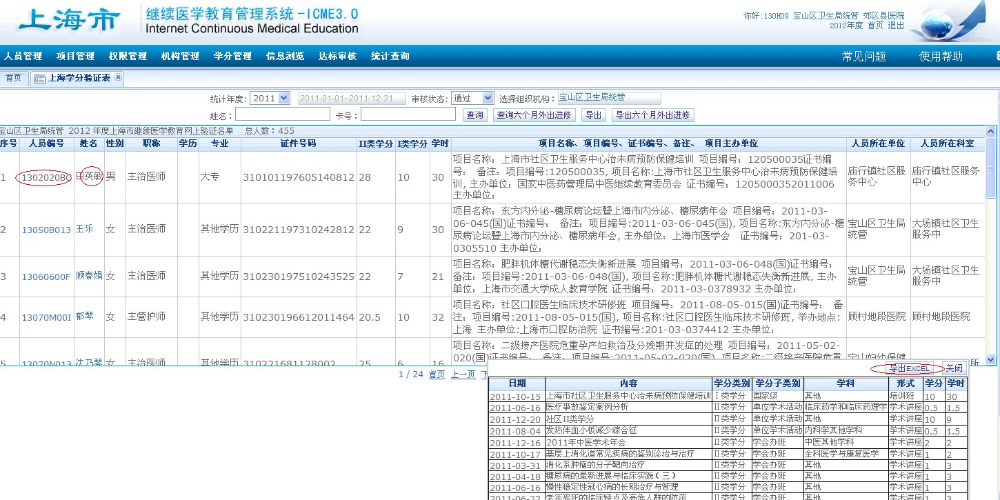 上海市 继续医学教育管理系统-ICME3.0
Internet Continuous Medical Education
你好:130H09 宝山区卫生局统管 郊区县医院
2012年度 首页 退出
人员管理 项目管理 权限管理 机构管理 学分管理 信息浏览 达标审核 统计查询 常见问题 使用帮助
首页 上海学分验证表
统计年度: 2011 2011-01-01~2011-12-31 审核状态: 通过 选择组织机构: 宝山区卫生局统管
姓名: 卡号: 查询 查询六个月外出进修 导出 导出六个月外出进修
宝山区卫生局统管 2012 年度上海市继续医学教育网上验证名单 总人数:455
序号 人员编号 姓名 性别 职称 学历 专业 证件号码 II类学分 I类学分 学时 项目名称、项目编号、证书编号、备注、 项目主办单位 人员所在单位 人员所在科室
1 1302020BC 田英敏 男 主治医师 大专 310101197605140812 28 10 30
项目名称: 上海市社区卫生服务中心治未病预防保健培训 项目编号: 120500035证书编
号: 备注: 项目编号:120500035, 项目名称:上海市社区卫生服务中心治未病预防保健培
训, 主办单位: 国家中医药管理局中医继续教育委员会 证书编号: 1205000352011006
主办单位:
庙行镇社区服
务中心
庙行镇社区服务
中心
2 13050B013 王乐 女 主治医师 其他学历 310221197310242812 22 9 30
项目名称: 东方内分泌-糖尿病论坛暨上海市内分泌、糖尿病年会 项目编号: 2011-03-
06-045(国)证书编号: 备注: 项目编号:2011-03-06-045(国), 项目名称:东方内分泌-糖
尿病论坛暨上海市内分泌、糖尿病年会, 主办单位: 上海市医学会 证书编号: 201-03-
0305510 主办单位:
宝山区卫生局
统管
大场镇社区卫生
服务中
3 13060600F 顾春娟 女 主治医师 其他学历 310230197510243525 22 7 21
项目名称: 肥胖机体糖代谢稳态失衡新进展 项目编号: 2011-03-06-048(国)证书编号:
备注: 项目编号:2011-03-06-048(国), 项目名称:肥胖机体糖代谢稳态失衡新进展, 主办
单位: 上海市交通大学成人教育学院 证书编号: 2011-03-0378932 主办单位:
宝山区卫生局
统管
大场镇社区卫生
服务中
4 13070M00I 郁琴 女 主管护师 其他学历 310230196612011464 20.5 10 32
项目名称: 社区口腔医生临床技术研修班 项目编号: 2011-08-05-015(国)证书编号: 备
注: 项目编号:2011-08-05-015(国), 项目名称:社区口腔医生临床技术研修班, 举办地点:
上海 主办单位:上海市口腔防治院 证书编号:201-03-0374412 主办单位:
顾村地段医院 顾村地段医院
5 13070N013 沈乃琴 女 主治医师 其他学历 310221681128002 25 6 16
项目名称: 二级接产医院危重孕产妇救治及分娩期并发症的处理 项目编号: 2011-05-02-
020(国)证书编号: 备注: 项目编号:2011-05-02-020(国), 项目名称:二级接产医院危重
宝山妇幼保健 所
1 / 24 首页 上一页
导出EXCEL 关闭
日期 内容 学分类别 学分子类别 学科 形式 学分 学时
2011-10-15 上海市社区卫生服务中心治未病预防保健培训 I类学分 国家级 其他 培训班 10 30
2011-06-16 医疗事故鉴定案例分析 II类学分 单位学术活动 临床药学和临床药理学 学术讲座 0.5 1.5
2011-12-20 社区II类学分 II类学分 单位学术活动 其他 学术讲座 10 9
2011-08-04 发热伴血小板减少综合征 II类学分 单位学术活动 内科学其他学科 学术讲座 0.5 1.5
2011-12-16 2011年中医学术年会 II类学分 学会办班 中医其他学科 学术讲座 2 2
2011-10-17 基层上消化道常见疾病的鉴别诊治与治疗 II类学分 学会办班 全科医学与康复医学 学术讲座 1 2
2011-03-31 消化系肿瘤的分子靶向治疗 II类学分 学会办班 其他 学术讲座 1 3
2011-04-18 糖尿病的最新进展与临床实践(三) II类学分 学会办班 其他 学术讲座 1 3
2011-06-16 慢性稳定性冠心病的长期治疗与管理 II类学分 学会办班 其他 学术讲座 1 3
2011-06-22 老年猝死的临床特点及高危人群的防范 II类学分 学会办班 其他 学术讲座 1 3